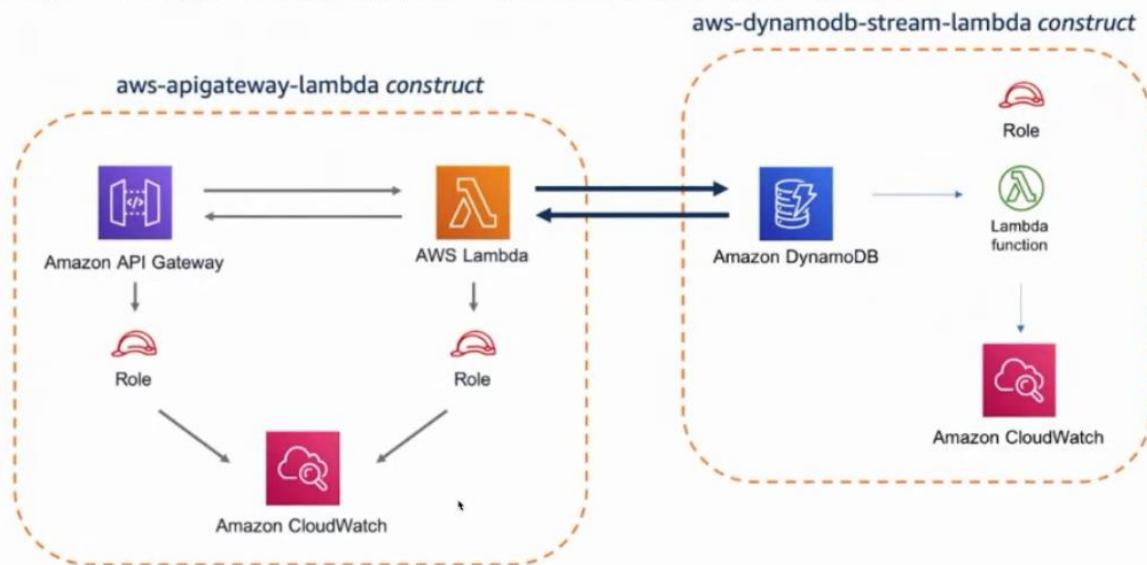 aws-dynamodb-stream-lambda construct
aws-apigateway-lambda construct
Role
Amazon API Gateway
AWS Lambda
Amazon DynamoDB
Lambda
function
Role
Role
Amazon CloudWatch
Amazon CloudWatch